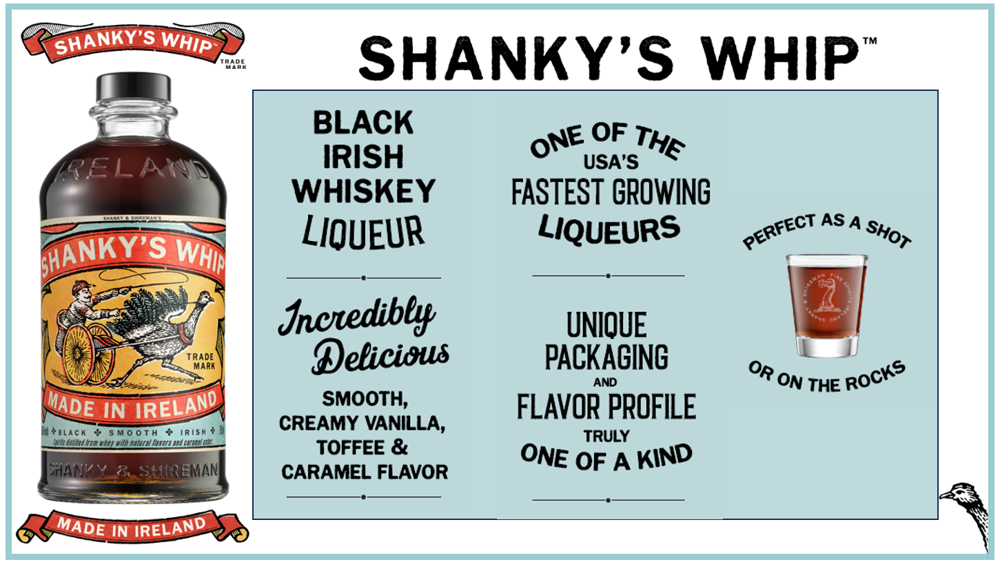 SHANKY'S WHIP™
TRADE
MARK
IRELAND
SHANKY & SHIREMAN'S
SHANKY'S WHIP
TRADE
MARK
MADE IN IRELAND
BLACK ✤ SMOOTH ✤ IRISH
Spirits distilled from whey with natural flavors and caramel color.
SHANKY & SHIREMAN
MADE IN IRELAND
SHANKY'S WHIP™
BLACK
IRISH
WHISKEY
LIQUEUR
Incredibly
Delicious
SMOOTH,
CREAMY VANILLA,
TOFFEE &
CARAMEL FLAVOR
ONE OF THE
USA'S
FASTEST GROWING
LIQUEURS
UNIQUE
PACKAGING
AND
FLAVOR PROFILE
TRULY
ONE OF A KIND
PERFECT AS A SHOT
SHANKY & SHIREMAN FINE SPIRITS IRELAND
OR ON THE ROCKS